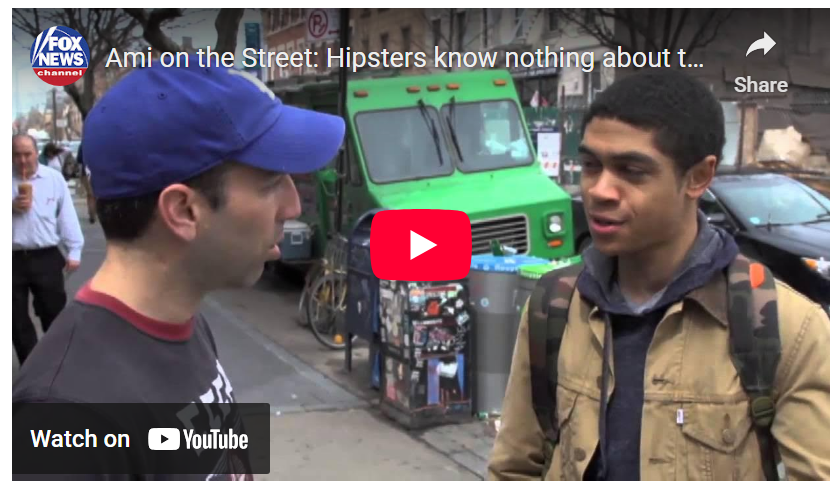 FOX
NEWS
channel
Ami on the Street: Hipsters know nothing about t...
Share
Watch on YouTube